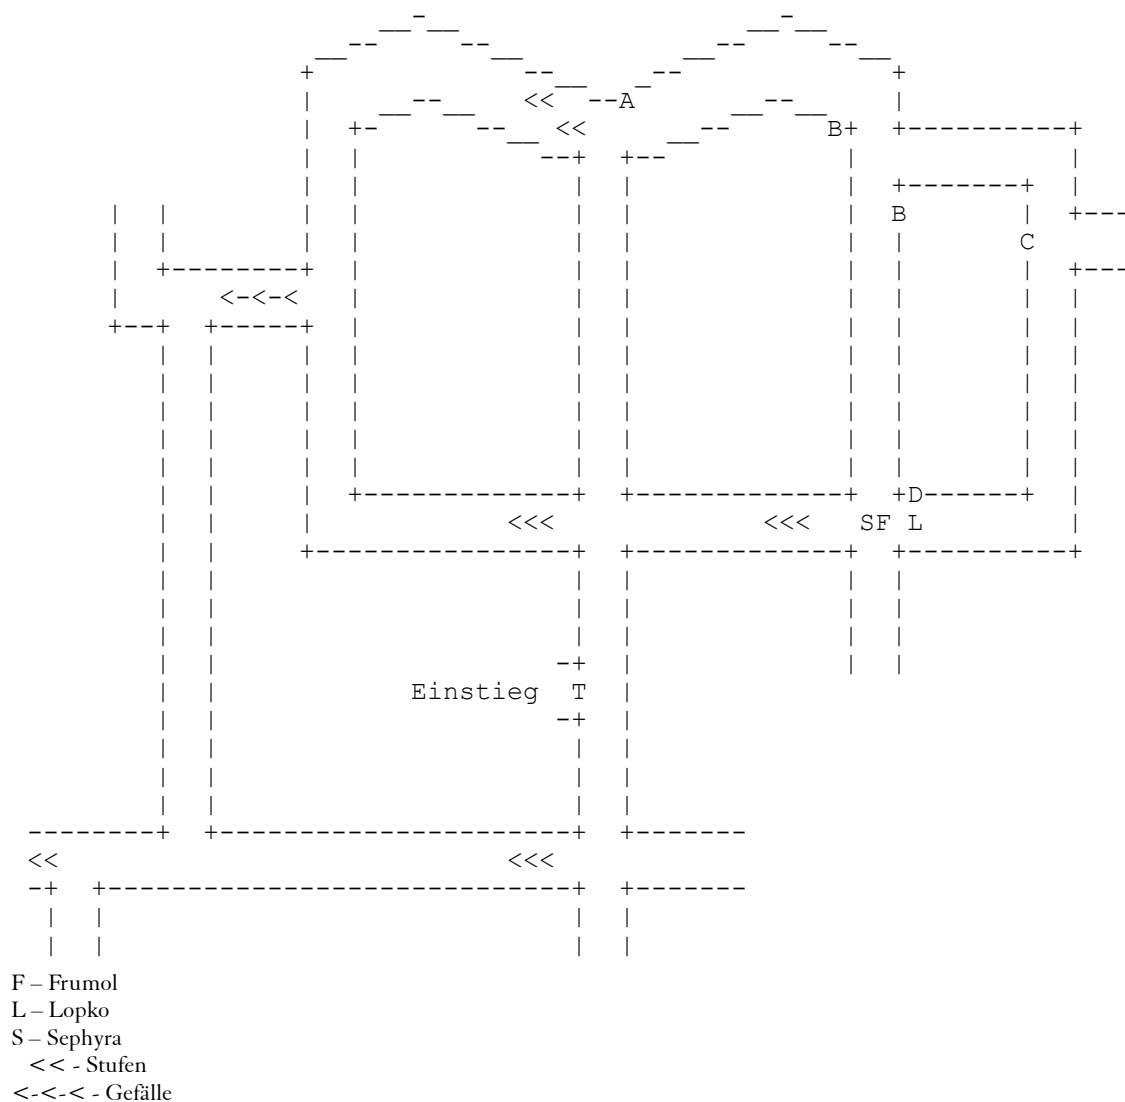 << A
<< B
B
C
<-<-<
D
<<< <<< SF L
Einstieg T
<< <<<
F – Frumol
L – Lopko
S – Sephyra
<< - Stufen
<-<-< - Gefälle